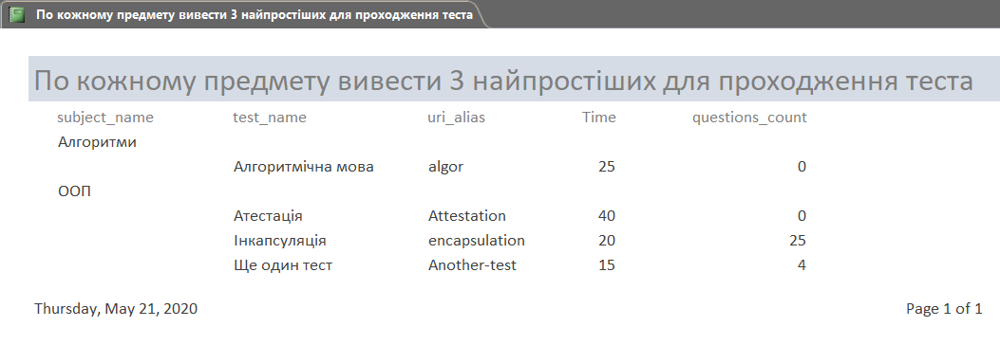 По кожному предмету вивести 3 найпростіших для проходження теста
По кожному предмету вивести 3 найпростіших для проходження теста
subject_name test_name uri_alias Time questions_count
Алгоритми
Алгоритмічна мова algor 25 0
ООП
Атестація Attestation 40 0
Інкапсуляція encapsulation 20 25
Ще один тест Another-test 15 4
Thursday, May 21, 2020 Page 1 of 1